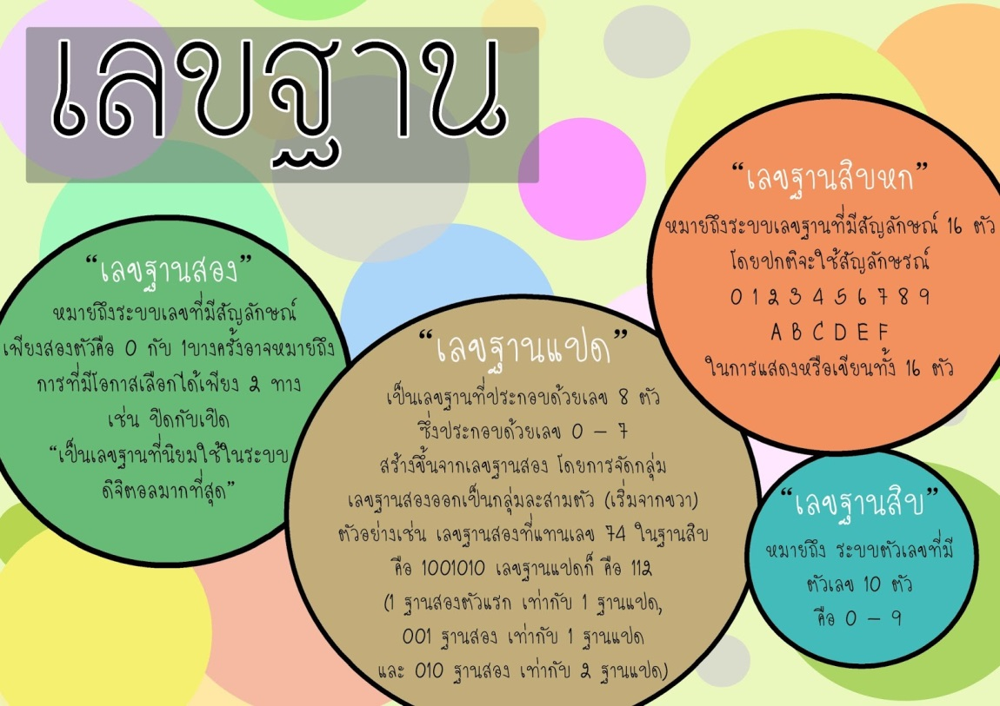 เลขฐาน
“เลขฐานสอง”
หมายถึงระบบเลขที่มีสัญลักษณ์
เพียงสองตัวคือ 0 กับ 1บางครั้งอาจหมายถึง
การที่มีโอกาสเลือกได้เพียง 2 ทาง
เช่น ปิดกับเปิด
“เป็นเลขฐานที่นิยมใช้ในระบบ
ดิจิตอลมากที่สุด”
“เลขฐานแปด”
เป็นเลขฐานที่ประกอบด้วยเลข 8 ตัว
ซึ่งประกอบด้วยเลข 0 – 7
สร้างขึ้นจากเลขฐานสอง โดยการจัดกลุ่ม
เลขฐานสองออกเป็นกลุ่มละสามตัว (เริ่มจากขวา)
ตัวอย่างเช่น เลขฐานสองที่แทนเลข 74 ในฐานสิบ
คือ 1001010 เลขฐานแปดก็ คือ 112
(1 ฐานสองตัวแรก เท่ากับ 1 ฐานแปด,
001 ฐานสอง เท่ากับ 1 ฐานแปด
และ 010 ฐานสอง เท่ากับ 2 ฐานแปด)
“เลขฐานสิบหก”
หมายถึงระบบเลขฐานที่มีสัญลักษณ์ 16 ตัว
โดยปกติจะใช้สัญลักษรณ์
0 1 2 3 4 5 6 7 8 9
A B C D E F
ในการแสดงหรือเขียนทั้ง 16 ตัว
“เลขฐานสิบ”
หมายถึง ระบบตัวเลขที่มี
ตัวเลข 10 ตัว
คือ 0 – 9